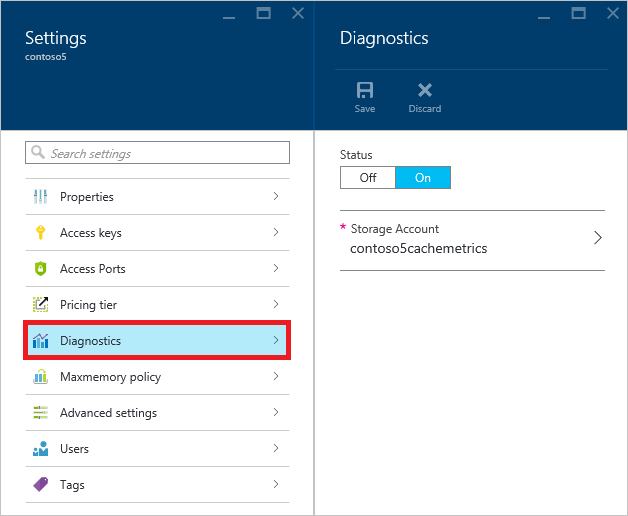 Settings
contoso5
Search settings
Properties
Access keys
Access Ports
Pricing tier
Diagnostics
Maxmemory policy
Advanced settings
Users
Tags
Diagnostics
Save
Discard
Status
Off
On
* Storage Account
contoso5cachemetrics